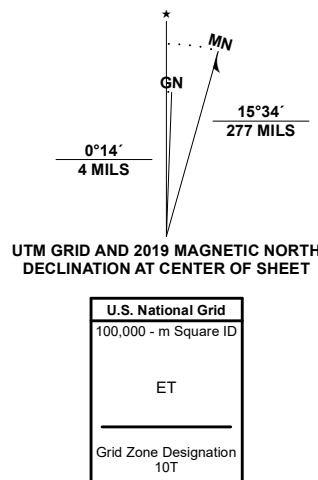 ★
MN
GN
15°34´
277 MILS
0°14´
4 MILS
UTM GRID AND 2019 MAGNETIC NORTH
DECLINATION AT CENTER OF SHEET
U.S. National Grid
100,000 - m Square ID
ET
Grid Zone Designation
10T